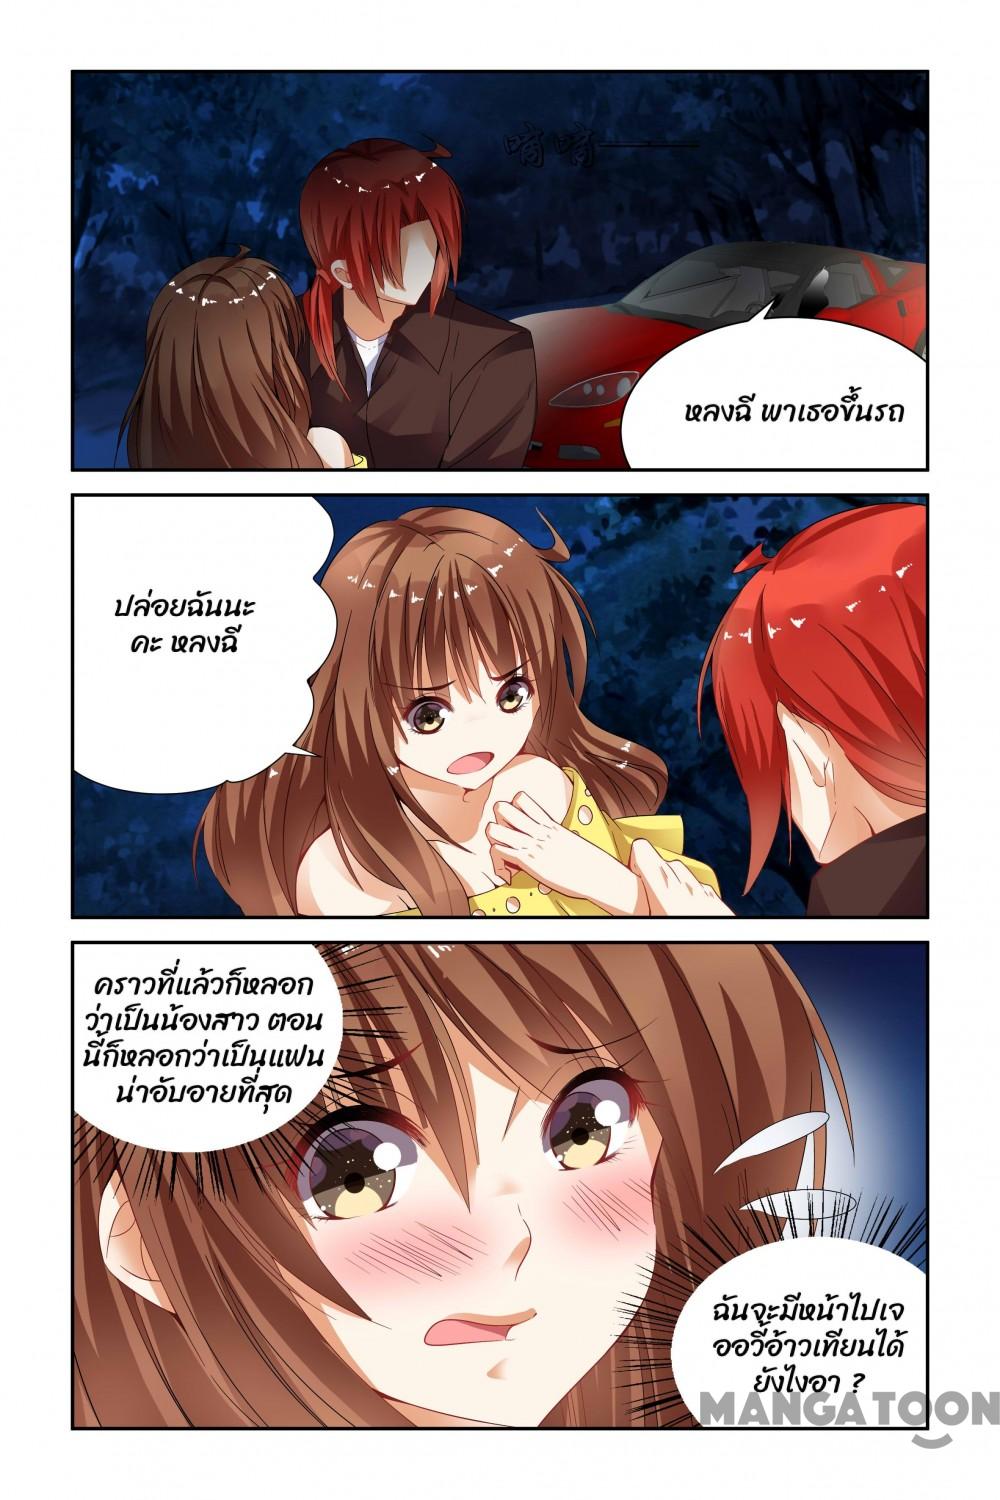 嘀嘀——
หลงฉี พาเธอขึ้นรถ
ปล่อยฉันนะ
คะ หลงฉี
คราวที่แล้วก็หลอก
ว่าเป็นน้องสาว ตอน
นี้ก็หลอกว่าเป็นแฟน
น่าอับอายที่สุด
ฉันจะมีหน้าไปเจ
ออวี้อ้าวเทียนได้
ยังไงอา ?
MANGATOON